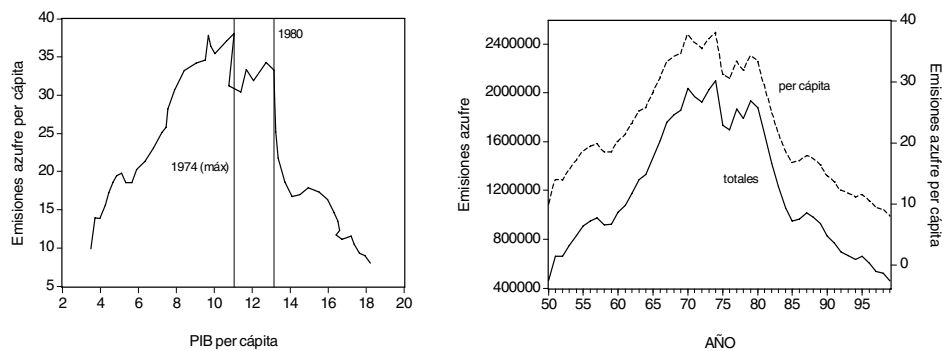 40
35
30
25
20
15
10
5
2 4 6 8 10 12 14 16 18 20
Emisiones azufre per cápita
PIB per cápita
1980
1974 (máx)
2400000
2000000
1600000
1200000
800000
400000
50 55 60 65 70 75 80 85 90 95
40
30
20
10
0
Emisiones azufre
Emisiones azufre
per cápita
AÑO
per cápita
totales